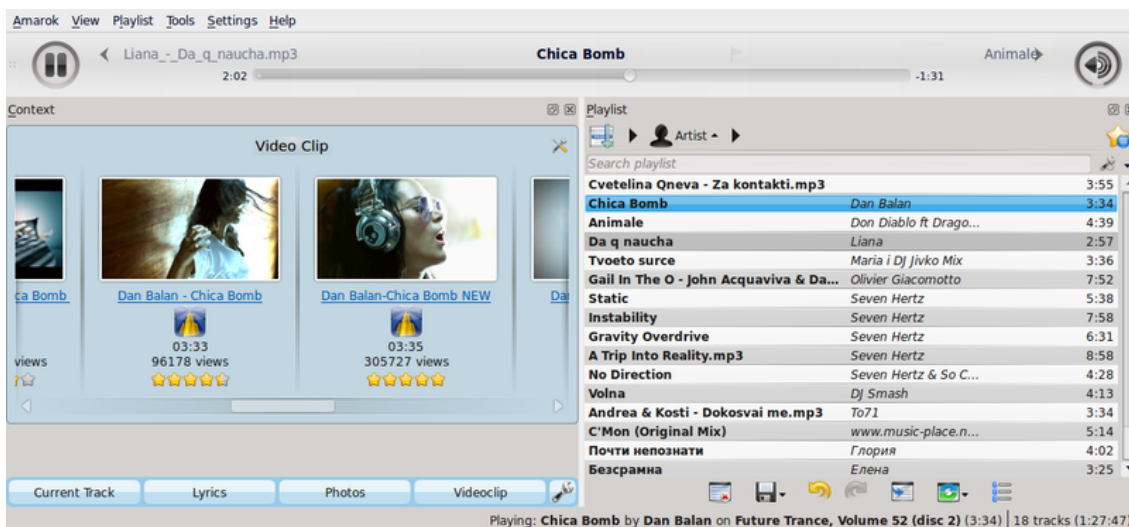 Amarok View Playlist Tools Settings Help
Liana_-_Da_q_naucha.mp3 Chica Bomb Animale
2:02 -1:31
Context
Video Clip
ca Bomb Dan Balan - Chica Bomb Dan Balan-Chica Bomb NEW Da
03:33 03:35
views 96178 views 305727 views
Current Track Lyrics Photos Videoclip
Playlist
Artist
Search playlist
Cvetelina Qneva - Za kontakti.mp3 3:55
Chica Bomb Dan Balan 3:34
Animale Don Diablo ft Drago... 4:39
Da q naucha Liana 2:57
Tvoeto surce Maria i DJ Jivko Mix 3:36
Gail In The O - John Acquaviva & Da... Olivier Giacomotto 7:52
Static Seven Hertz 5:38
Instability Seven Hertz 7:58
Gravity Overdrive Seven Hertz 6:31
A Trip Into Reality.mp3 Seven Hertz 8:58
No Direction Seven Hertz & So C... 4:28
Volna DJ Smash 4:13
Andrea & Kosti - Dokosvai me.mp3 To71 3:34
C'Mon (Original Mix) www.music-place.n... 5:14
Почти непознати Глория 4:02
Безсрамна Елена 3:25
Playing: Chica Bomb by Dan Balan on Future Trance, Volume 52 (disc 2) (3:34) 18 tracks (1:27:47)